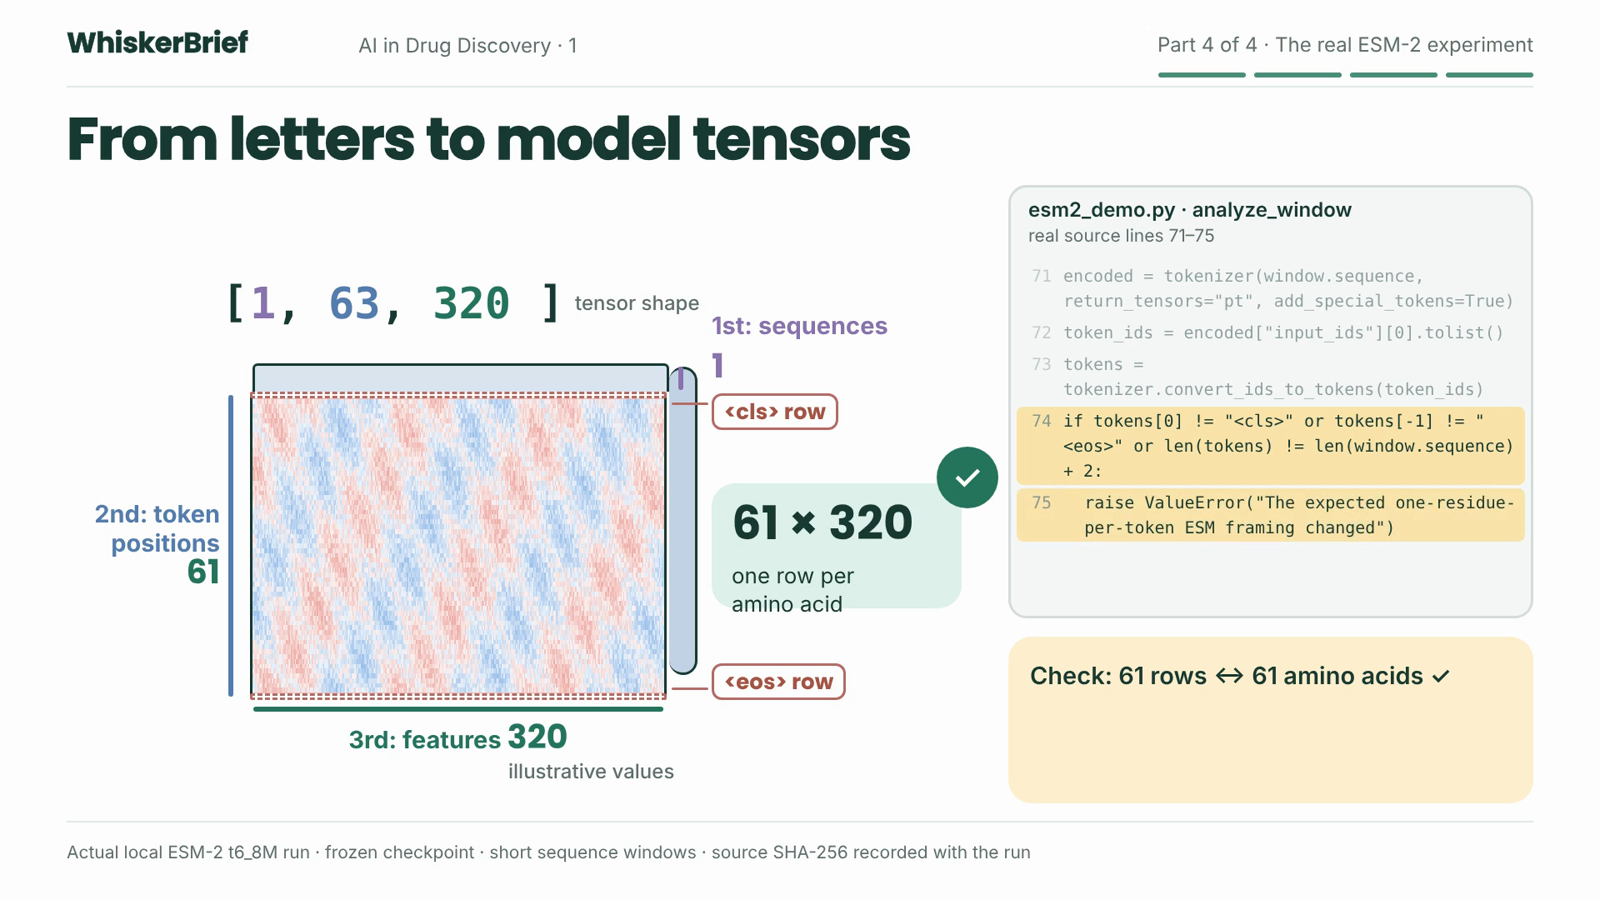 WhiskerBrief
AI in Drug Discovery · 1
Part 4 of 4 · The real ESM-2 experiment
From letters to model tensors
[1, 63, 320 ] tensor shape
1st: sequences
1
<cls> row
2nd: token
positions
61
61 × 320
one row per
amino acid
<eos> row
3rd: features 320
illustrative values
esm2_demo.py · analyze_window
real source lines 71–75
71 encoded = tokenizer(window.sequence,
return_tensors="pt", add_special_tokens=True)
72 token_ids = encoded["input_ids"][0].tolist()
73 tokens =
tokenizer.convert_ids_to_tokens(token_ids)
74 if tokens[0] != "<cls>" or tokens[-1] != "
<eos>" or len(tokens) != len(window.sequence)
+ 2:
75 raise ValueError("The expected one-residue-
per-token ESM framing changed")
Check: 61 rows ↔ 61 amino acids ✓
Actual local ESM-2 t6_8M run · frozen checkpoint · short sequence windows · source SHA-256 recorded with the run